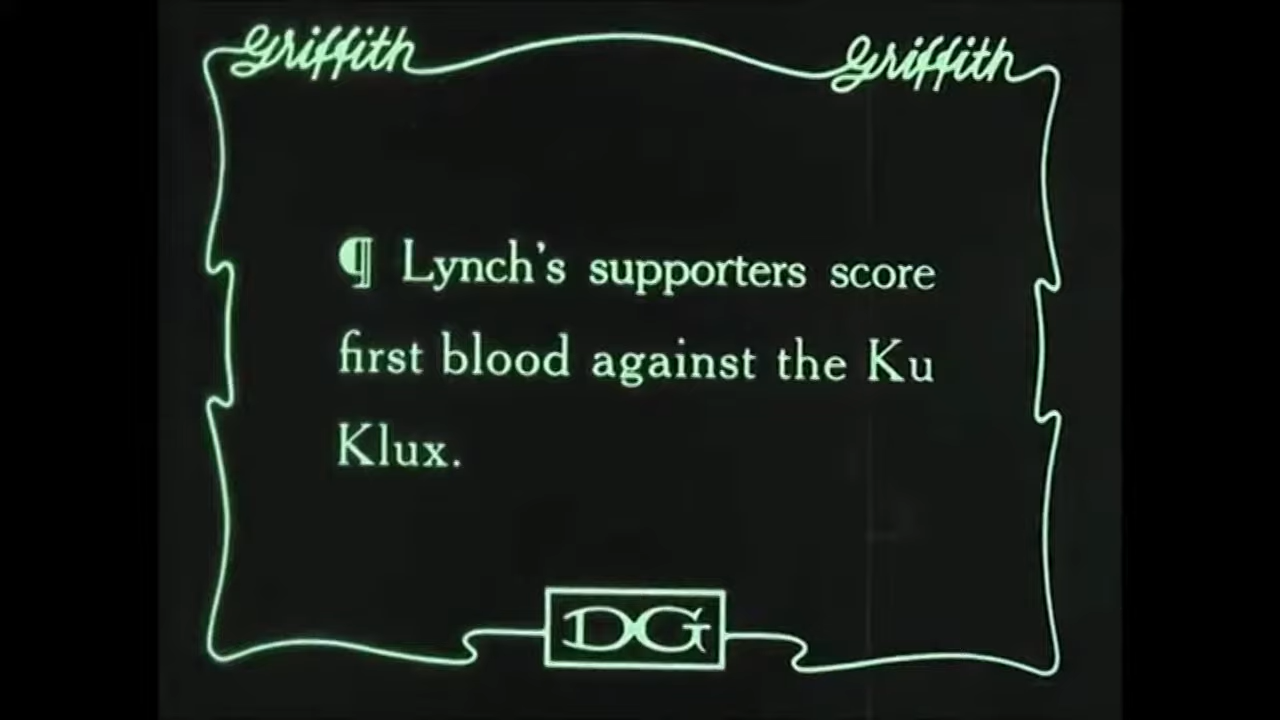 Griffith Griffith
¶ Lynch's supporters score
first blood against the Ku
Klux.
DG